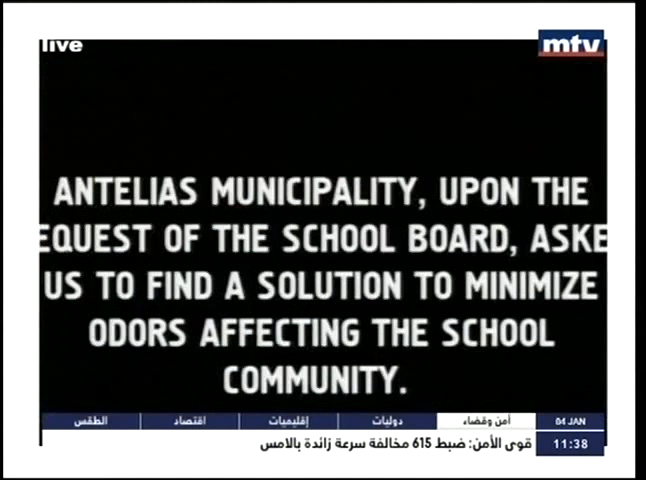 live
mtv
ANTELIAS MUNICIPALITY, UPON THE
EQUEST OF THE SCHOOL BOARD, ASKE
US TO FIND A SOLUTION TO MINIMIZE
ODORS AFFECTING THE SCHOOL
COMMUNITY.
04 JAN أمن وقضاء دوليات إقليميات اقتصاد الطقس
11:38 قوى الأمن: ضبط 615 مخالفة سرعة زائدة بالامس